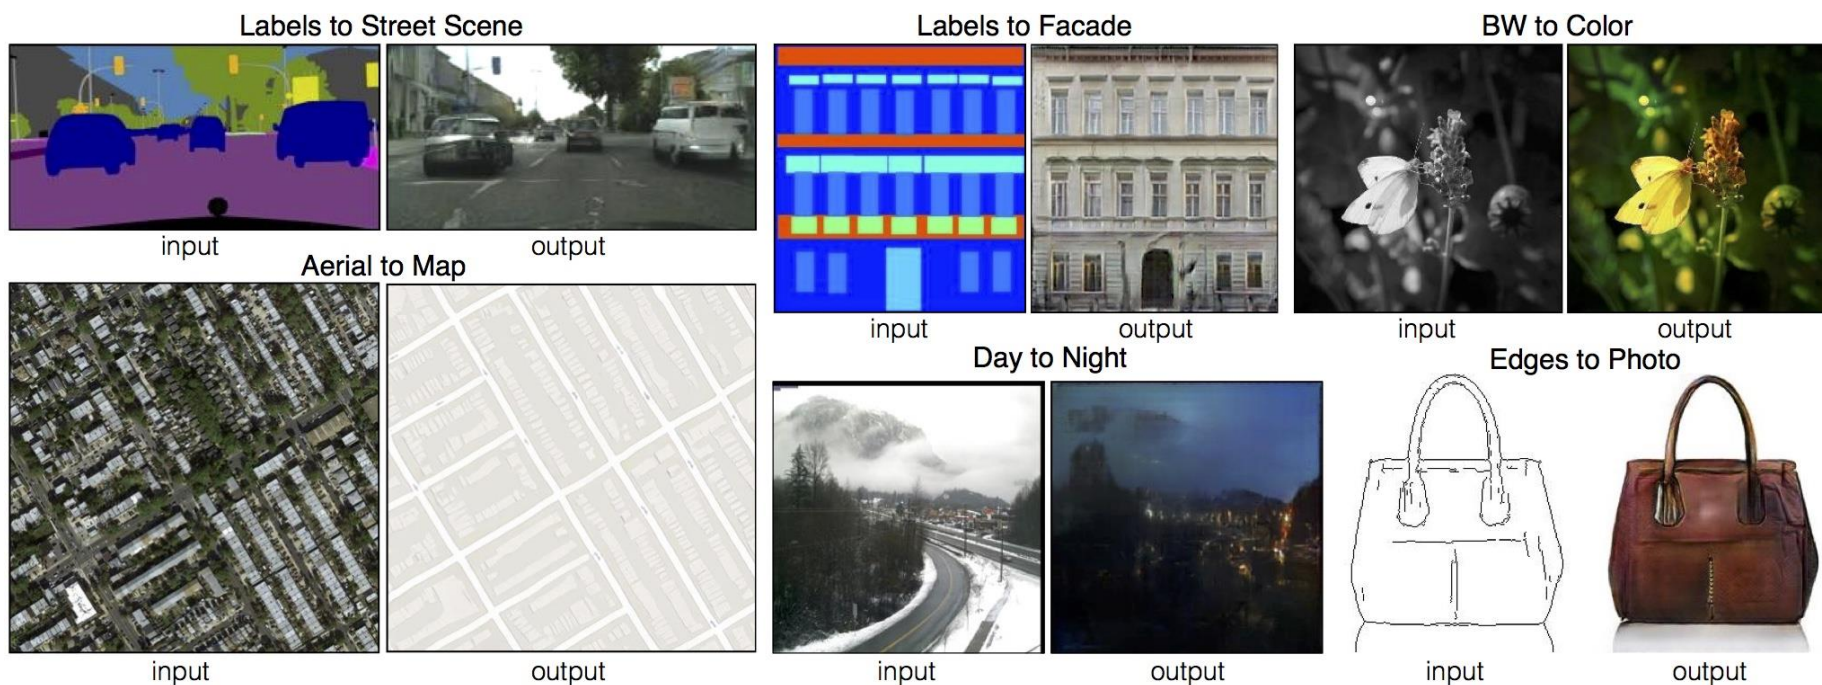 Labels to Street Scene
input
output
Aerial to Map
input
output
Labels to Facade
input
output
BW to Color
input
output
Day to Night
input
output
Edges to Photo
input
output